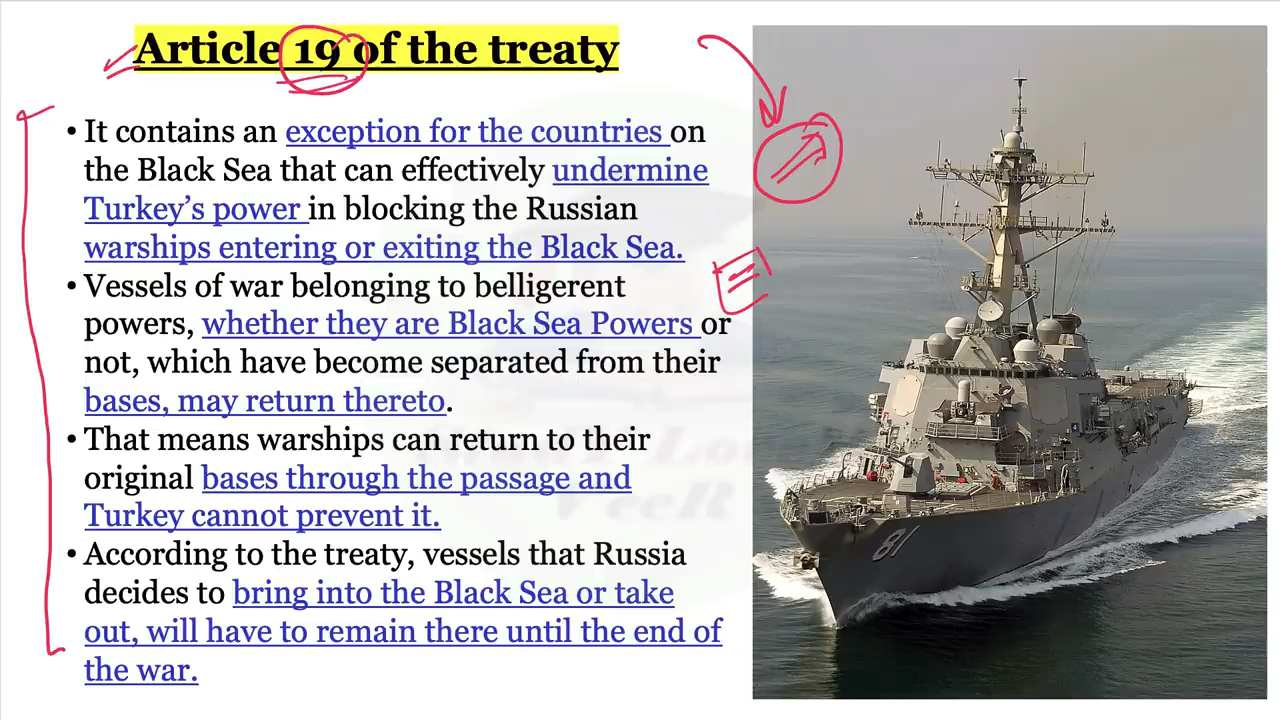 Article 19 of the treaty
• It contains an exception for the countries on
the Black Sea that can effectively undermine
Turkey's power in blocking the Russian
warships entering or exiting the Black Sea.
• Vessels of war belonging to belligerent
powers, whether they are Black Sea Powers or
not, which have become separated from their
bases, may return thereto.
• That means warships can return to their
original bases through the passage and
Turkey cannot prevent it.
• According to the treaty, vessels that Russia
decides to bring into the Black Sea or take
out, will have to remain there until the end of
the war.
81